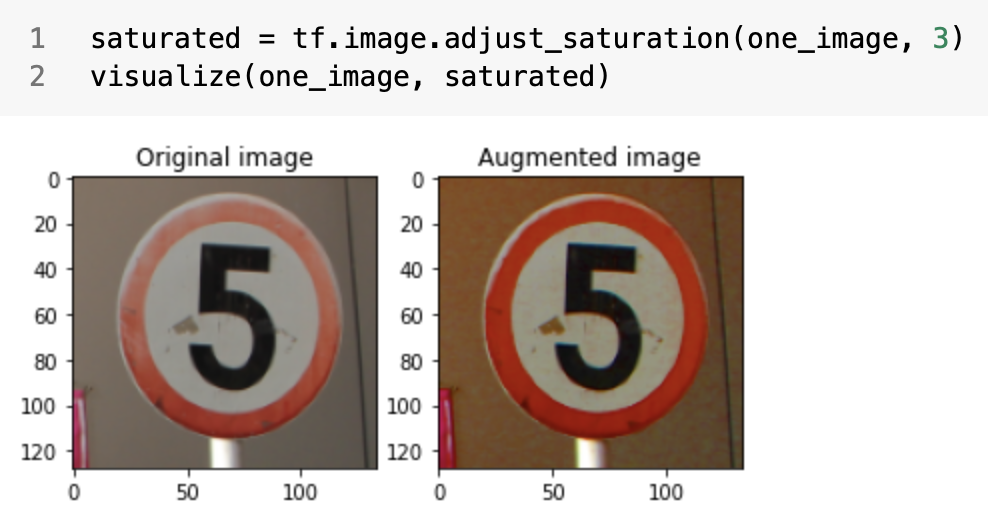 1 saturated = tf.image.adjust_saturation(one_image, 3)
2 visualize(one_image, saturated)
Original image
Augmented image
0
20
40
60
80
100
120
0 50 100
5
0
20
40
60
80
100
120
0 50 100
5